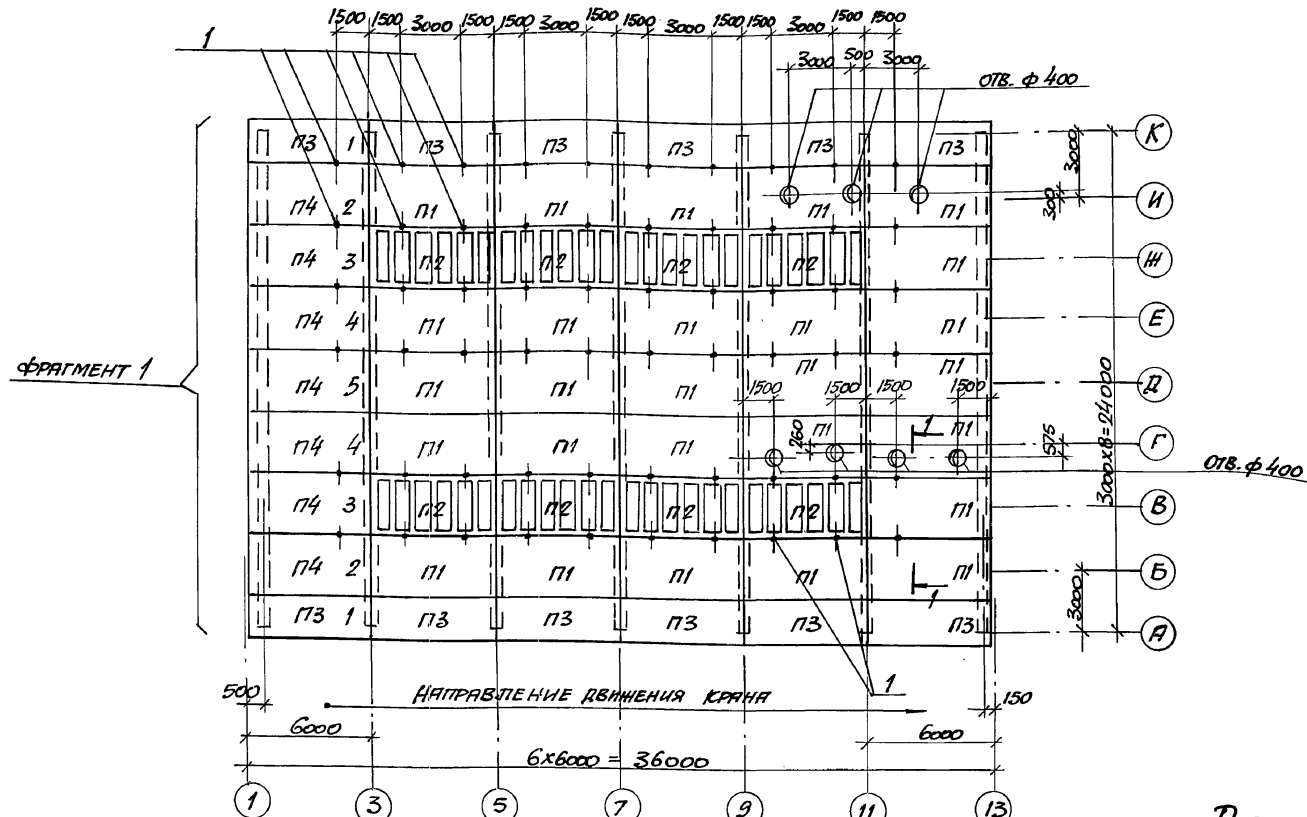 1500 1500 3000 1500 1500 3000 1500 1500 3000 1500 1500 3000 1500 1500
1
3000 500 3000
ОТВ. ф 400
П3 1 П3 П3 П3 П3 П3 К
3000
П4 2 П1 П1 П1 П1 П1 И
300
П4 3 П2 П2 П2 П2 П1 Ж
П4 4 П1 П1 П1 П1 П1 Е
ФРАГМЕНТ 1
П4 5 П1 П1 П1 П1 П1 Д
1500 1500 1500 1500
П4 4 П1 П1 П1 П1 П1 Г
260 1 575
3000х8=24000
ОТВ. ф 400
П4 3 П2 П2 П2 П2 П1 В
П4 2 П1 П1 П1 П1 П1 Б
1 3000
П3 1 П3 П3 П3 П3 П3 А
500 НАПРАВЛЕНИЕ ДВИЖЕНИЯ КРАНА 1 150
6000 6000
6х6000 = 36000
1 3 5 7 9 11 13